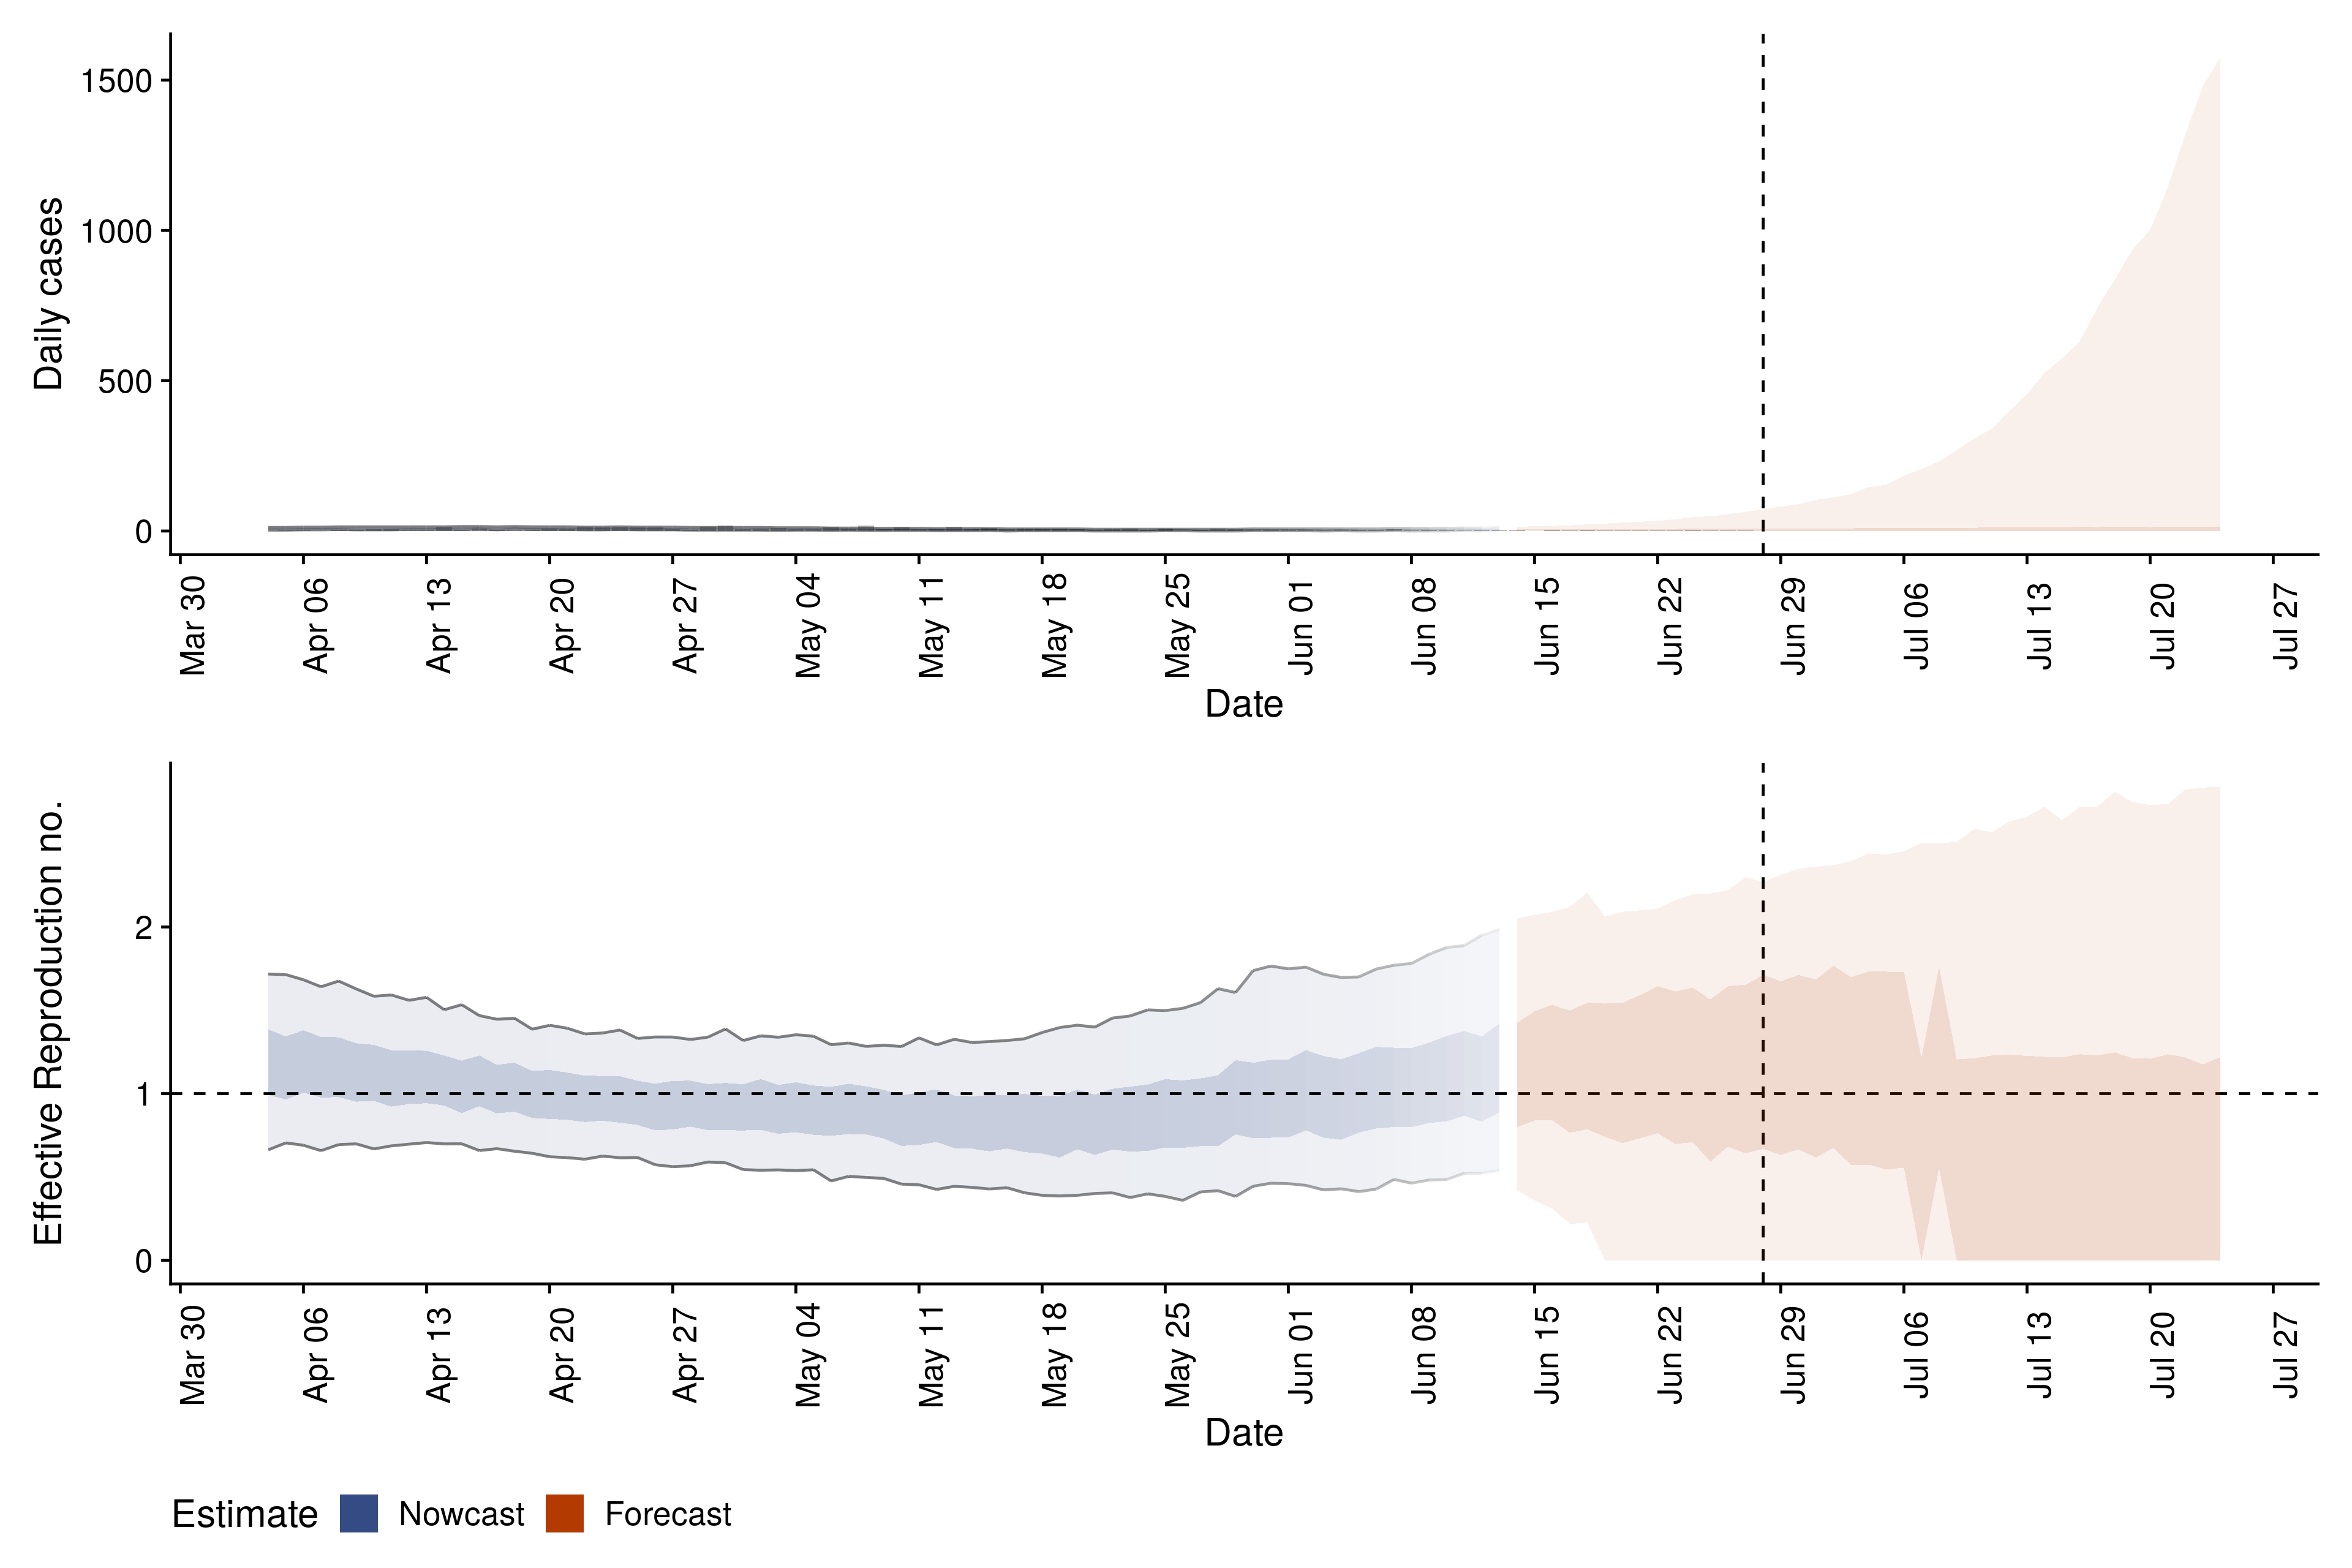 Daily cases
1500
1000
500
0
Mar 30
Apr 06
Apr 13
Apr 20
Apr 27
May 04
May 11
May 18
May 25
Jun 01
Jun 08
Jun 15
Jun 22
Jun 29
Jul 06
Jul 13
Jul 20
Jul 27
Date
Effective Reproduction no.
2
1
0
Mar 30
Apr 06
Apr 13
Apr 20
Apr 27
May 04
May 11
May 18
May 25
Jun 01
Jun 08
Jun 15
Jun 22
Jun 29
Jul 06
Jul 13
Jul 20
Jul 27
Date
Estimate Nowcast Forecast